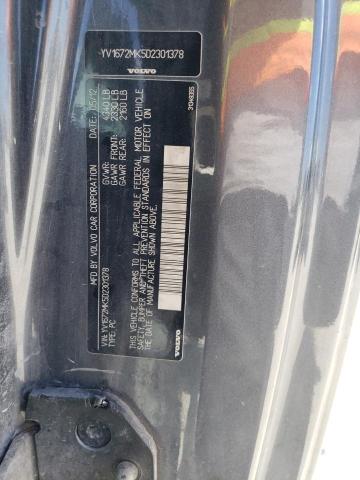 YV1672MK5D2301378
VOLVO
MFD BY VOLVO CAR CORPORATION 05/12
GVWR: 4340 LB
GAWR FRONT: 2330 LB
GAWR REAR: 2160 LB
VIN: YV1672MK5D2301378
TYPE: PC
THIS VEHICLE CONFORMS TO ALL APPLICABLE FEDERAL MOTOR VEHICLE
SAFETY, BUMPER AND THEFT PREVENTION STANDARDS IN EFFECT ON
THE DATE OF MANUFACTURE SHOWN ABOVE.
VOLVO